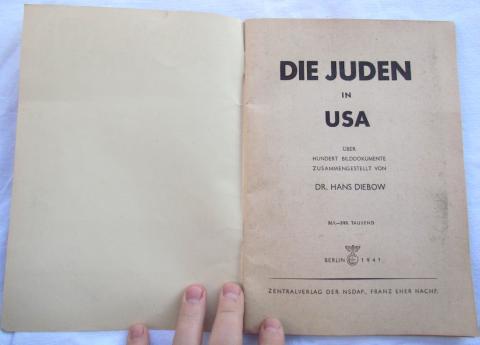 DIE JUDEN
IN
USA
ÜBER
HUNDERT BILDDOKUMENTE
ZUSAMMENGESTELLT VON
DR. HANS DIEBOW
TAUSEND
BERLIN 1941
ZENTRALVERLAG DER NSDAP., FRANZ EHER NACHF.